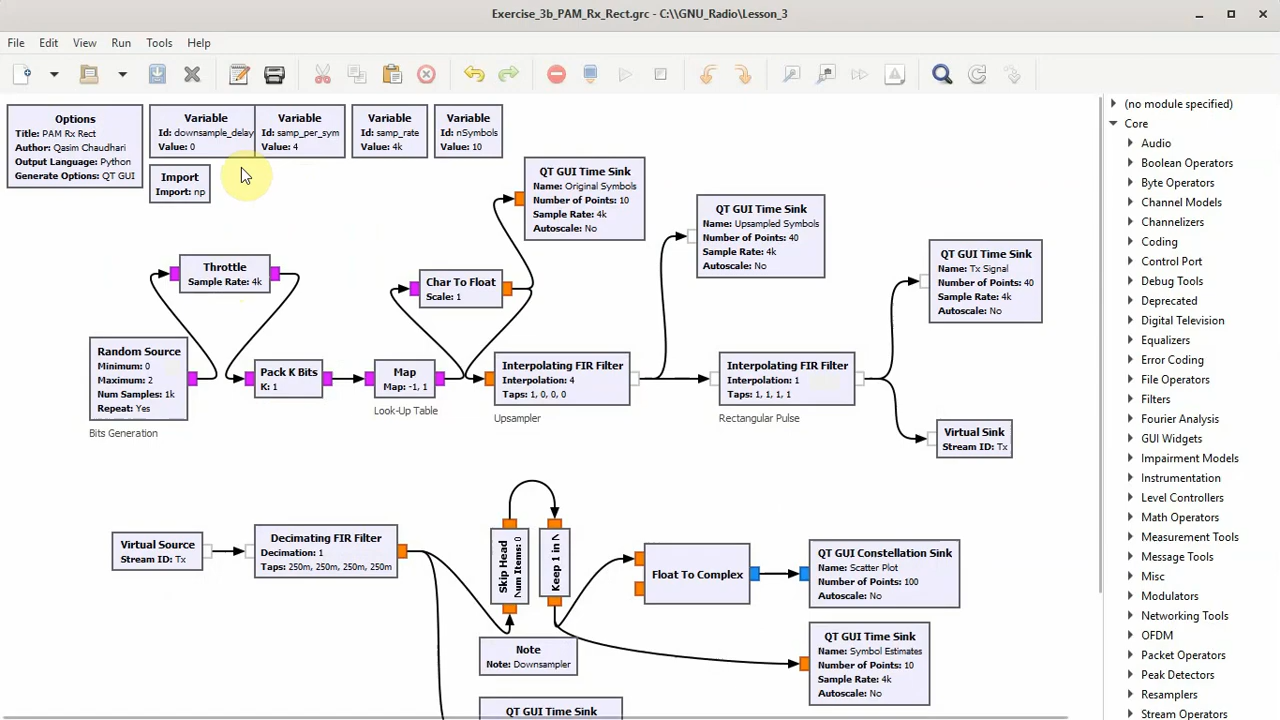 Exercise_3b_PAM_Rx_Rect.grc - C:\\GNU_Radio\Lesson_3
File Edit View Run Tools Help
Options
Title: PAM Rx Rect
Author: Qasim Chaudhari
Output Language: Python
Generate Options: QT GUI
Variable
Id: downsample_delay
Value: 0
Variable
Id: samp_per_sym
Value: 4
Variable
Id: samp_rate
Value: 4k
Variable
Id: nSymbols
Value: 10
Import
Import: np
QT GUI Time Sink
Name: Original Symbols
Number of Points: 10
Sample Rate: 4k
Autoscale: No
QT GUI Time Sink
Name: Upsampled Symbols
Number of Points: 40
Sample Rate: 4k
Autoscale: No
QT GUI Time Sink
Name: Tx Signal
Number of Points: 40
Sample Rate: 4k
Autoscale: No
Throttle
Sample Rate: 4k
Char To Float
Scale: 1
Random Source
Minimum: 0
Maximum: 2
Num Samples: 1k
Repeat: Yes
Bits Generation
Pack K Bits
K: 1
Map
Map: -1, 1
Look-Up Table
Interpolating FIR Filter
Interpolation: 4
Taps: 1, 0, 0, 0
Upsampler
Interpolating FIR Filter
Interpolation: 1
Taps: 1, 1, 1, 1
Rectangular Pulse
Virtual Sink
Stream ID: Tx
Virtual Source
Stream ID: Tx
Decimating FIR Filter
Decimation: 1
Taps: 250m, 250m, 250m, 250m
Skip Head
Num Items: 0
Keep 1 in N
Note
Note: Downsampler
Float To Complex
QT GUI Constellation Sink
Name: Scatter Plot
Number of Points: 100
Autoscale: No
QT GUI Time Sink
Name: Symbol Estimates
Number of Points: 10
Sample Rate: 4k
Autoscale: No
QT GUI Time Sink
(no module specified)
Core
Audio
Boolean Operators
Byte Operators
Channel Models
Channelizers
Coding
Control Port
Debug Tools
Deprecated
Digital Television
Equalizers
Error Coding
File Operators
Filters
Fourier Analysis
GUI Widgets
Impairment Models
Instrumentation
Level Controllers
Math Operators
Measurement Tools
Message Tools
Misc
Modulators
Networking Tools
OFDM
Packet Operators
Peak Detectors
Resamplers
Stream Operators